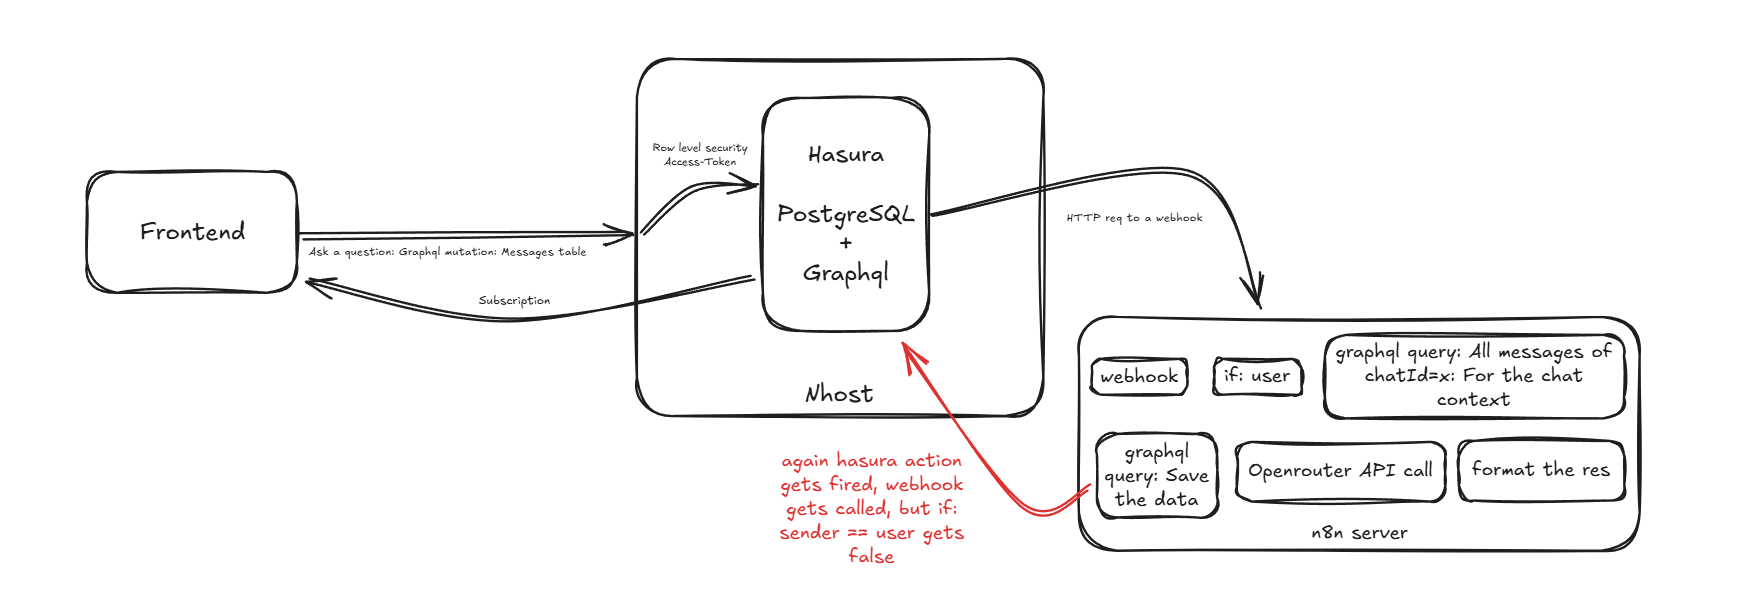 Frontend
Ask a question: Graphql mutation: Messages table
Subscription
Row level security
Access-Token
Hasura
PostgreSQL
+
Graphql
Nhost
HTTP req to a webhook
webhook
if: user
graphql query: All messages of
chatId=x: For the chat
context
graphql
query: Save
the data
Openrouter API call
format the res
n8n server
again hasura action
gets fired, webhook
gets called, but if:
sender == user gets
false